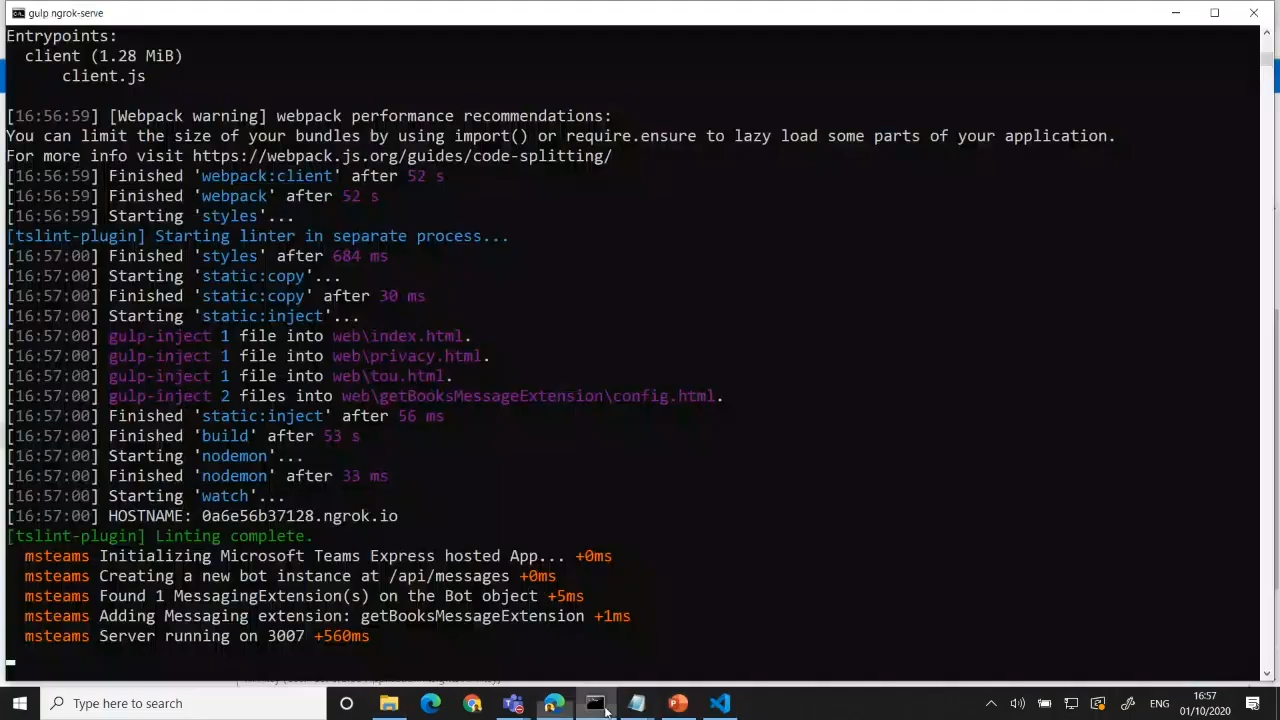 gulp ngrok-serve
Entrypoints:
client (1.28 MiB)
client.js
[16:56:59] [Webpack warning] webpack performance recommendations:
You can limit the size of your bundles by using import() or require.ensure to lazy load some parts of your application.
For more info visit https://webpack.js.org/guides/code-splitting/
[16:56:59] Finished 'webpack:client' after 52 s
[16:56:59] Finished 'webpack' after 52 s
[16:56:59] Starting 'styles'...
[tslint-plugin] Starting linter in separate process...
[16:57:00] Finished 'styles' after 684 ms
[16:57:00] Starting 'static:copy'...
[16:57:00] Finished 'static:copy' after 30 ms
[16:57:00] Starting 'static:inject'...
[16:57:00] gulp-inject 1 file into web\index.html.
[16:57:00] gulp-inject 1 file into web\privacy.html.
[16:57:00] gulp-inject 1 file into web\tou.html.
[16:57:00] gulp-inject 2 files into web\getBooksMessageExtension\config.html.
[16:57:00] Finished 'static:inject' after 56 ms
[16:57:00] Finished 'build' after 53 s
[16:57:00] Starting 'nodemon'...
[16:57:00] Finished 'nodemon' after 33 ms
[16:57:00] Starting 'watch'...
[16:57:00] HOSTNAME: 0a6e56b37128.ngrok.io
[tslint-plugin] Linting complete.
msteams Initializing Microsoft Teams Express hosted App... +0ms
msteams Creating a new bot instance at /api/messages +0ms
msteams Found 1 MessagingExtension(s) on the Bot object +5ms
msteams Adding Messaging extension: getBooksMessageExtension +1ms
msteams Server running on 3007 +560ms
Type here to search
ENG
16:57
01/10/2020